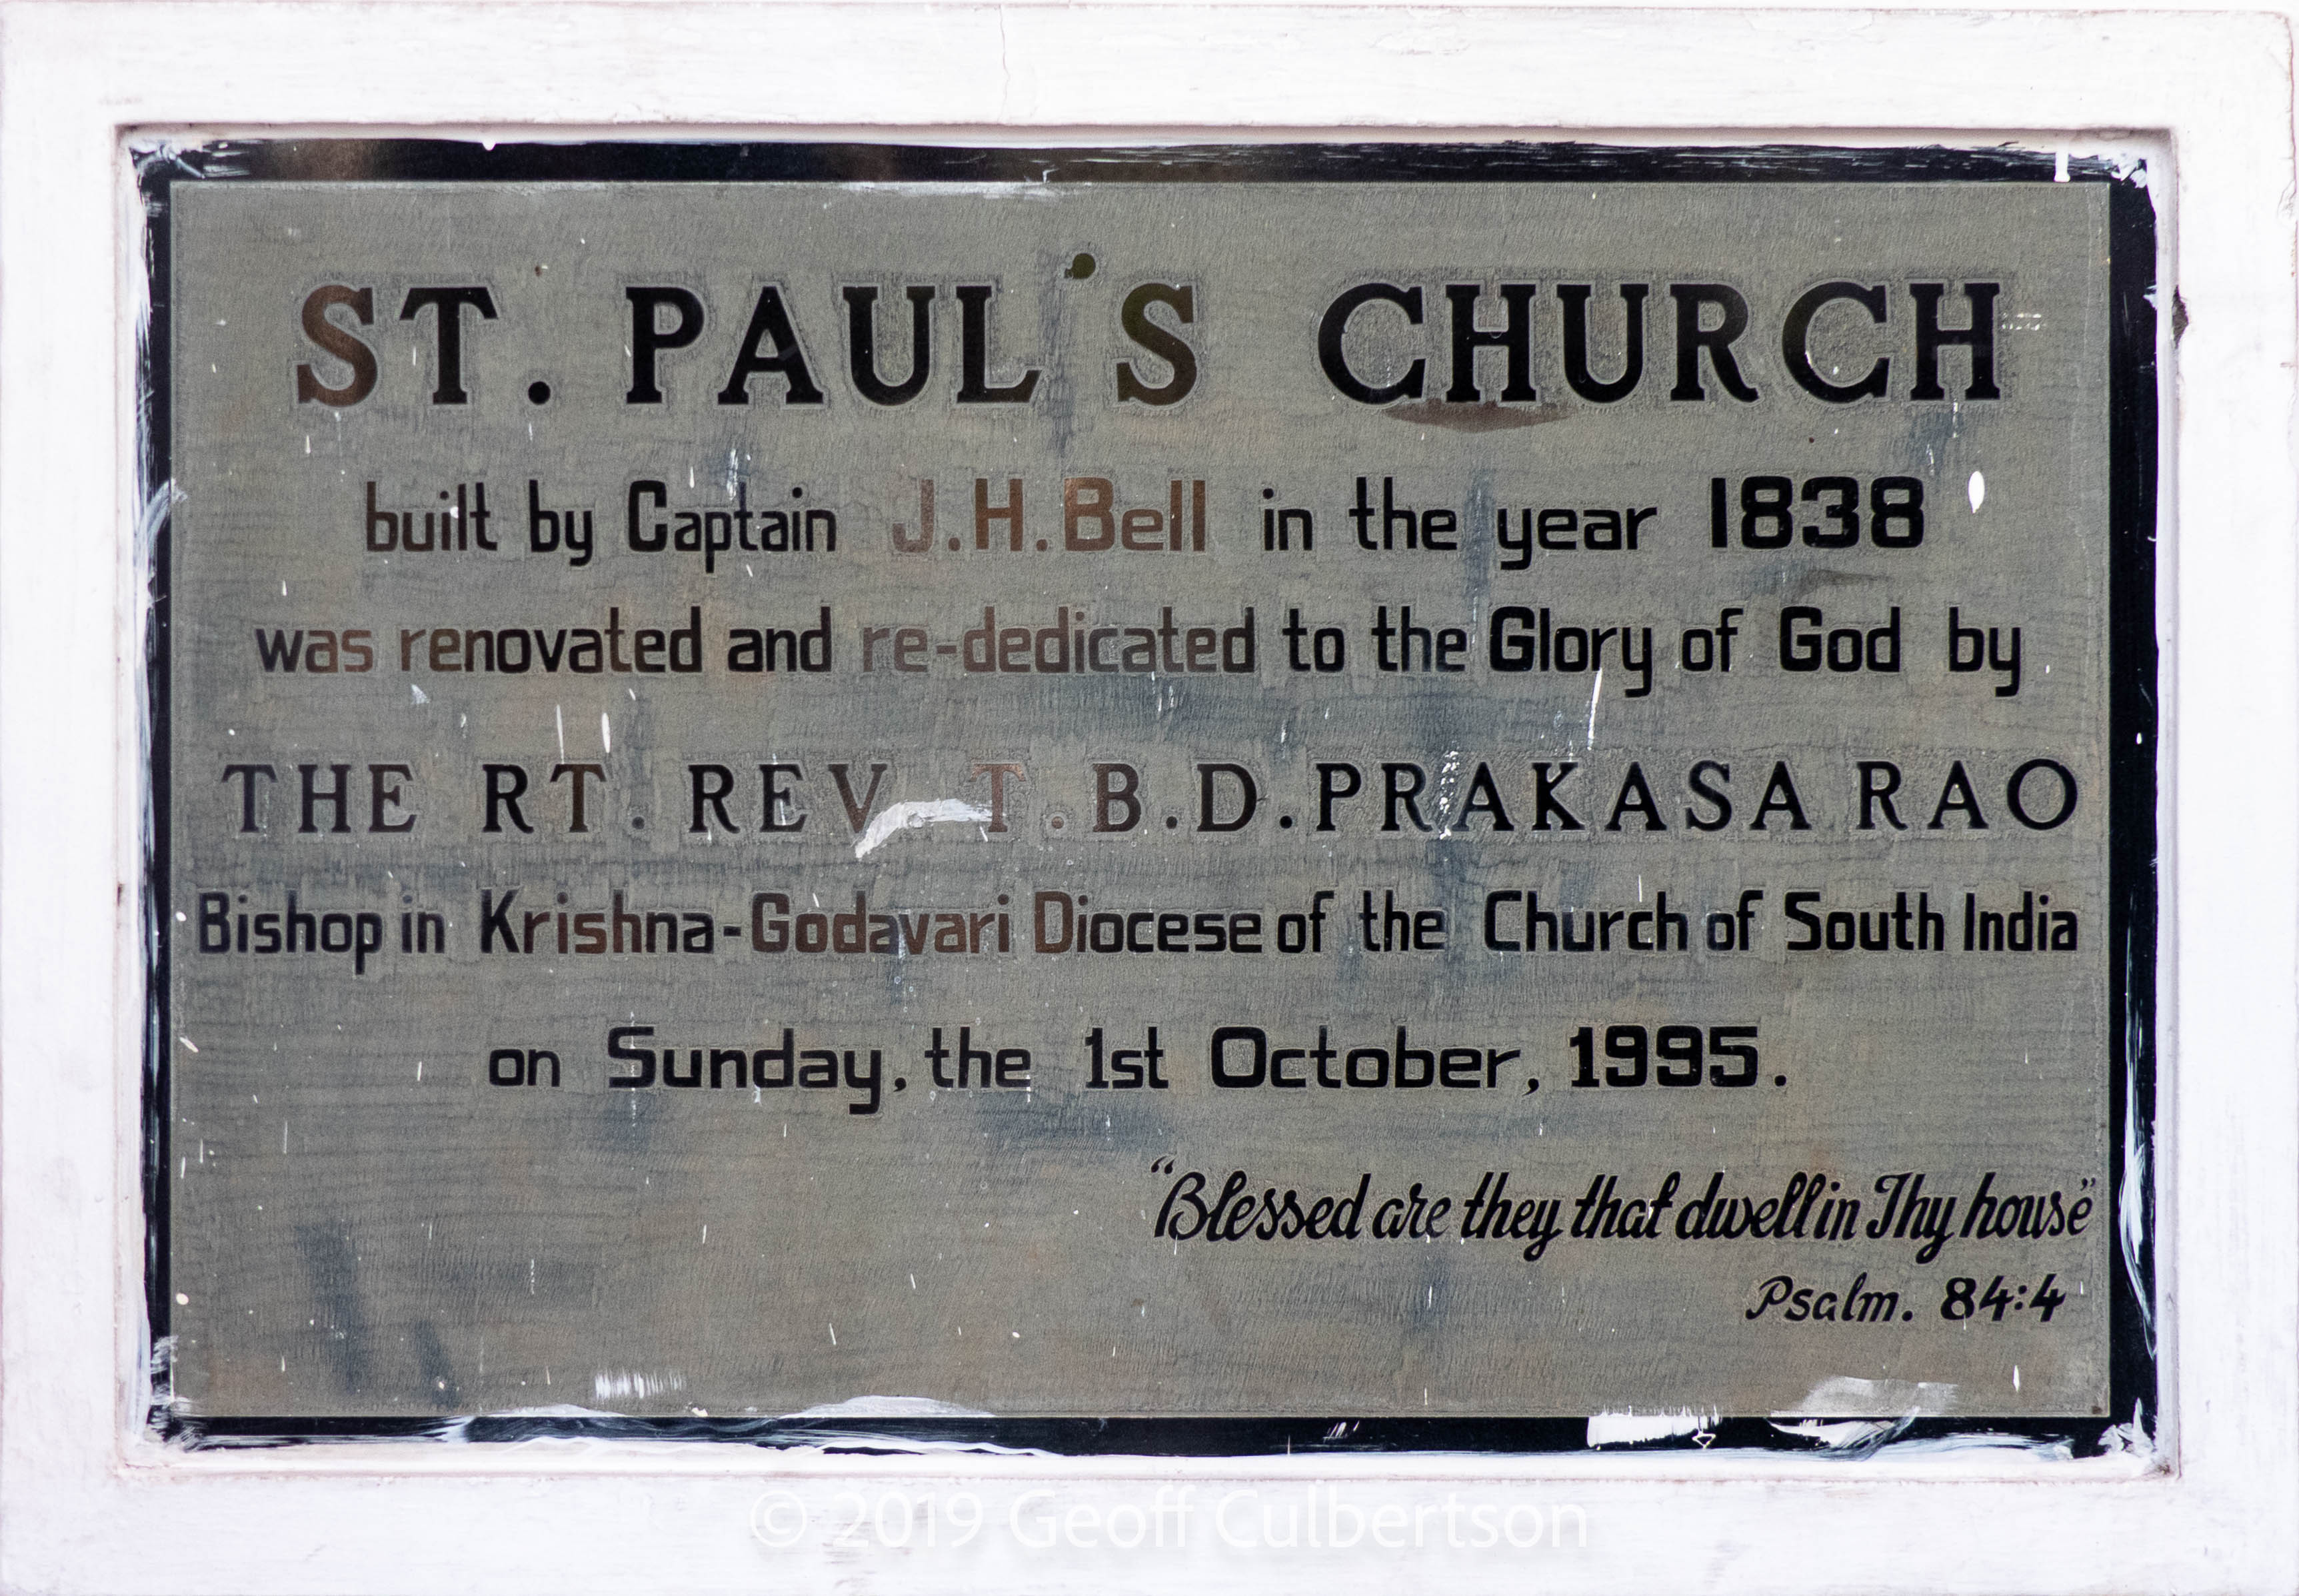 ST. PAUL'S CHURCH
built by Captain J.H.Bell in the year 1838
was renovated and re-dedicated to the Glory of God by
THE RT. REV. T.B.D.PRAKASA RAO
Bishop in Krishna-Godavari Diocese of the Church of South India
on Sunday, the 1st October, 1995.
"Blessed are they that dwell in Thy house"
Psalm. 84:4
© 2019 Geoff Culbertson